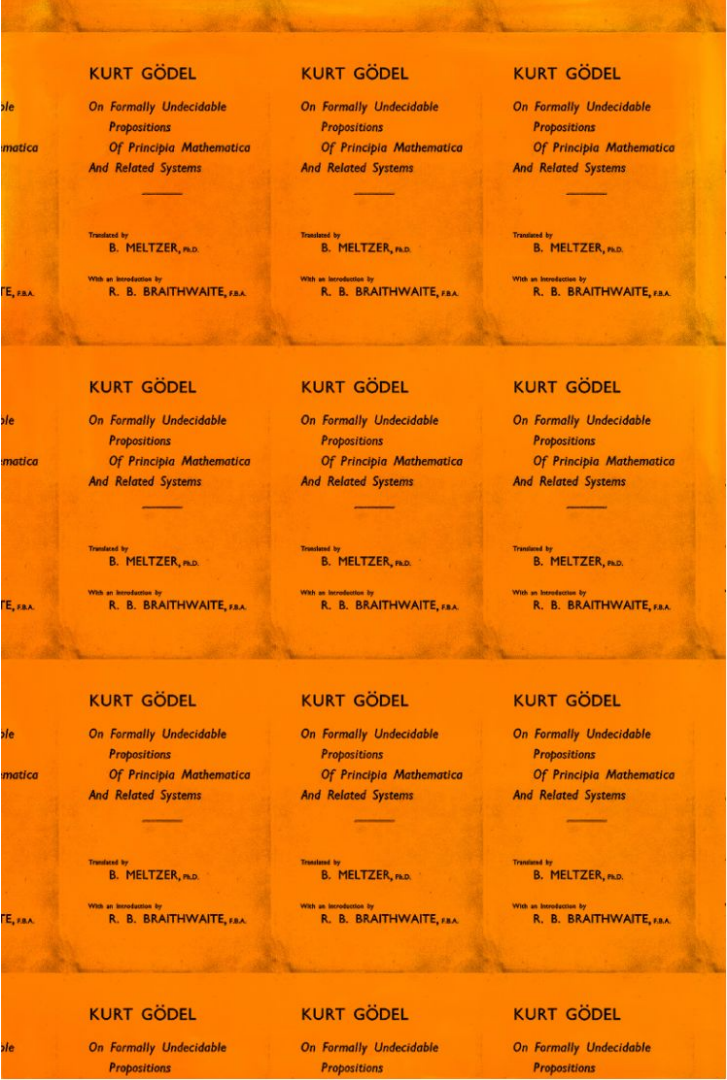 ble
matica
TE, F.B.A.
KURT GÖDEL
On Formally Undecidable
Propositions
Of Principia Mathematica
And Related Systems
Translated by
B. MELTZER, Ph.D.
With an Introduction by
R. B. BRAITHWAITE, F.B.A.
KURT GÖDEL
On Formally Undecidable
Propositions
Of Principia Mathematica
And Related Systems
Translated by
B. MELTZER, Ph.D.
With an Introduction by
R. B. BRAITHWAITE, F.B.A.
KURT GÖDEL
On Formally Undecidable
Propositions
Of Principia Mathematica
And Related Systems
Translated by
B. MELTZER, Ph.D.
With an Introduction by
R. B. BRAITHWAITE, F.B.A.
ble
matica
TE, F.B.A.
KURT GÖDEL
On Formally Undecidable
Propositions
Of Principia Mathematica
And Related Systems
Translated by
B. MELTZER, Ph.D.
With an Introduction by
R. B. BRAITHWAITE, F.B.A.
KURT GÖDEL
On Formally Undecidable
Propositions
Of Principia Mathematica
And Related Systems
Translated by
B. MELTZER, Ph.D.
With an Introduction by
R. B. BRAITHWAITE, F.B.A.
KURT GÖDEL
On Formally Undecidable
Propositions
Of Principia Mathematica
And Related Systems
Translated by
B. MELTZER, Ph.D.
With an Introduction by
R. B. BRAITHWAITE, F.B.A.
ble
matica
TE, F.B.A.
KURT GÖDEL
On Formally Undecidable
Propositions
Of Principia Mathematica
And Related Systems
Translated by
B. MELTZER, Ph.D.
With an Introduction by
R. B. BRAITHWAITE, F.B.A.
KURT GÖDEL
On Formally Undecidable
Propositions
Of Principia Mathematica
And Related Systems
Translated by
B. MELTZER, Ph.D.
With an Introduction by
R. B. BRAITHWAITE, F.B.A.
KURT GÖDEL
On Formally Undecidable
Propositions
Of Principia Mathematica
And Related Systems
Translated by
B. MELTZER, Ph.D.
With an Introduction by
R. B. BRAITHWAITE, F.B.A.
ble
KURT GÖDEL
On Formally Undecidable
Propositions
KURT GÖDEL
On Formally Undecidable
Propositions
KURT GÖDEL
On Formally Undecidable
Propositions